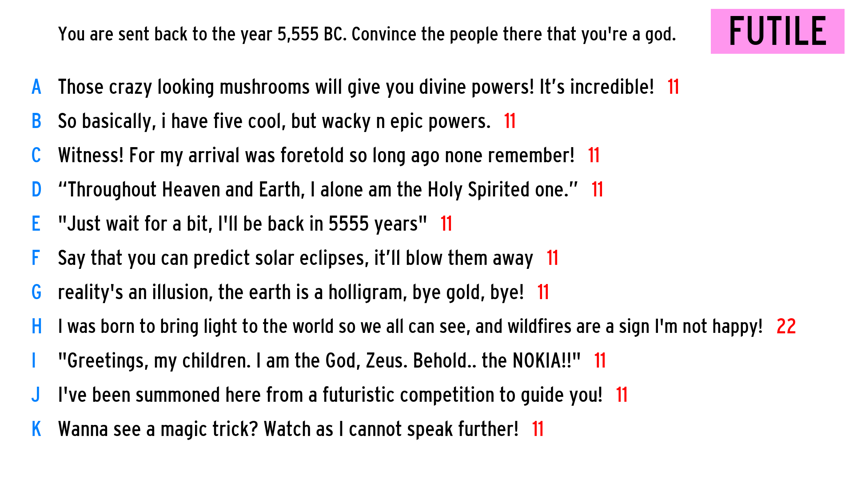 You are sent back to the year 5,555 BC. Convince the people there that you're a god.
FUTILE
A Those crazy looking mushrooms will give you divine powers! It’s incredible! 11
B So basically, i have five cool, but wacky n epic powers. 11
C Witness! For my arrival was foretold so long ago none remember! 11
D “Throughout Heaven and Earth, I alone am the Holy Spirited one.” 11
E "Just wait for a bit, I'll be back in 5555 years" 11
F Say that you can predict solar eclipses, it’ll blow them away 11
G reality's an illusion, the earth is a holligram, bye gold, bye! 11
H I was born to bring light to the world so we all can see, and wildfires are a sign I'm not happy! 22
I "Greetings, my children. I am the God, Zeus. Behold.. the NOKIA!!" 11
J I've been summoned here from a futuristic competition to guide you! 11
K Wanna see a magic trick? Watch as I cannot speak further! 11